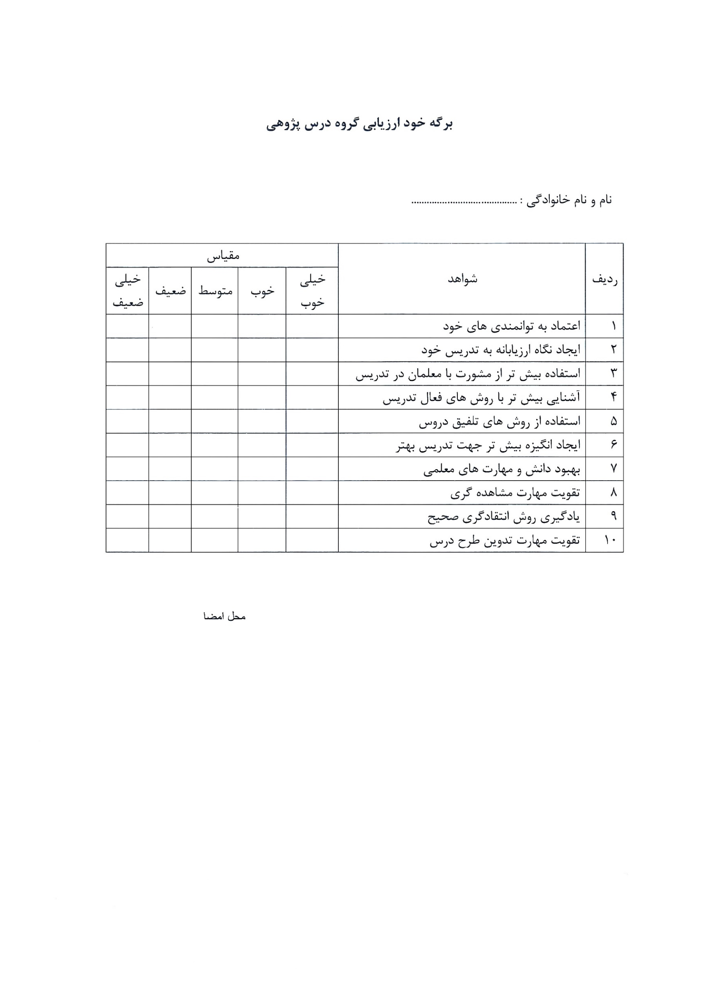 برگه خود ارزیابی گروه درس پژوهی
نام و نام خانوادگی : ..........................................
ردیف شواهد مقیاس
خیلی خوب خوب متوسط ضعیف خیلی ضعیف
۱ اعتماد به توانمندی های خود
۲ ایجاد نگاه ارزیابانه به تدریس خود
۳ استفاده بیش تر از مشورت با معلمان در تدریس
۴ آشنایی بیش تر با روش های فعال تدریس
۵ استفاده از روش های تلفیق دروس
۶ ایجاد انگیزه بیش تر جهت تدریس بهتر
۷ بهبود دانش و مهارت های معلمی
۸ تقویت مهارت مشاهده گری
۹ یادگیری روش انتقادگری صحیح
۱۰ تقویت مهارت تدوین طرح درس
محل امضا